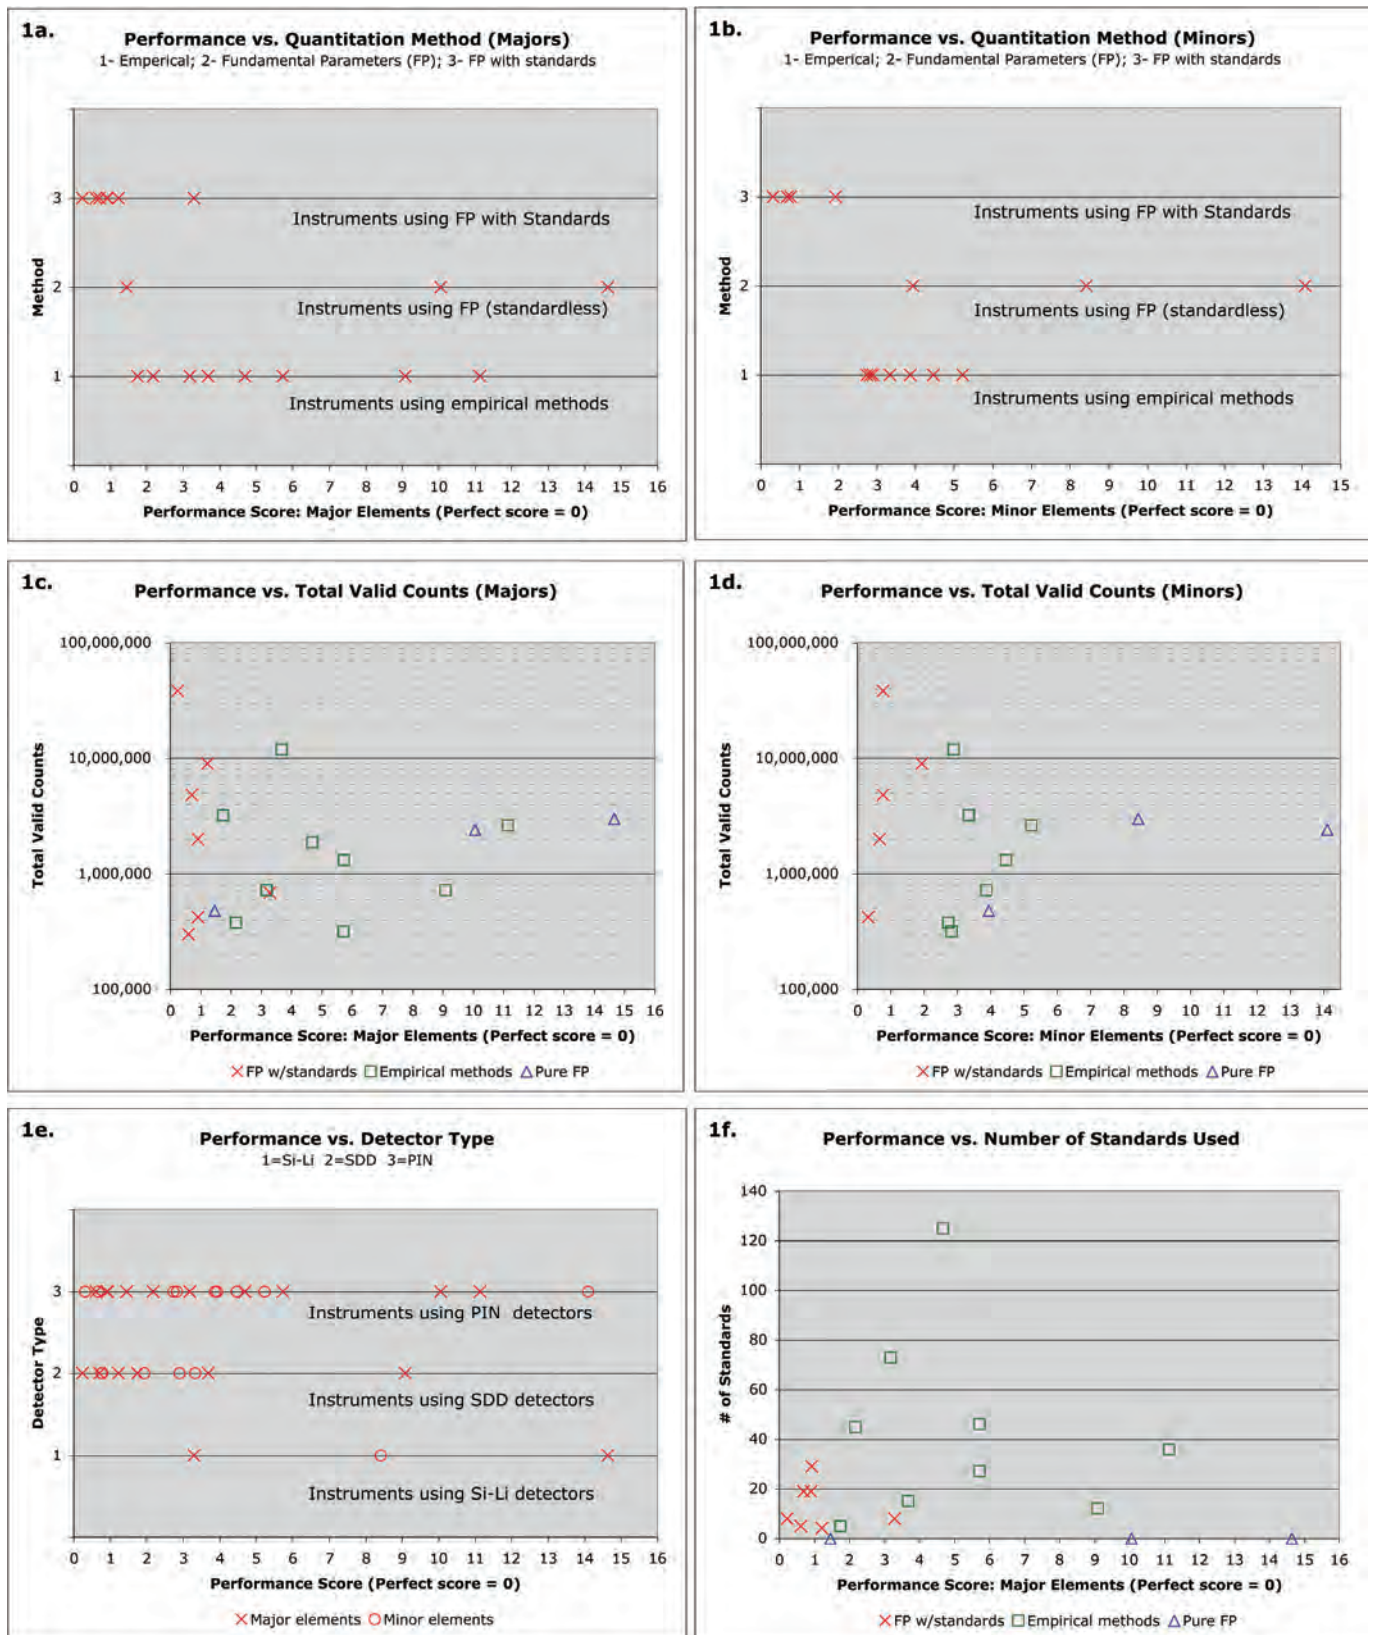 1a.
Performance vs. Quantitation Method (Majors)
1- Emperical; 2- Fundamental Parameters (FP); 3- FP with standards
Method
3
Instruments using FP with Standards
2
Instruments using FP (standardless)
1
Instruments using empirical methods
0 1 2 3 4 5 6 7 8 9 10 11 12 13 14 15 16
Performance Score: Major Elements (Perfect score = 0)
1b.
Performance vs. Quantitation Method (Minors)
1- Emperical; 2- Fundamental Parameters (FP); 3- FP with standards
Method
3
Instruments using FP with Standards
2
Instruments using FP (standardless)
1
Instruments using empirical methods
0 1 2 3 4 5 6 7 8 9 10 11 12 13 14 15
Performance Score: Minor Elements (Perfect score = 0)
1c.
Performance vs. Total Valid Counts (Majors)
Total Valid Counts
100,000,000
10,000,000
1,000,000
100,000
0 1 2 3 4 5 6 7 8 9 10 11 12 13 14 15 16
Performance Score: Major Elements (Perfect score = 0)
FP w/standards Empirical methods Pure FP
1d.
Performance vs. Total Valid Counts (Minors)
Total Valid Counts
100,000,000
10,000,000
1,000,000
100,000
0 1 2 3 4 5 6 7 8 9 10 11 12 13 14
Performance Score: Minor Elements (Perfect score = 0)
FP w/standards Empirical methods Pure FP
1e.
Performance vs. Detector Type
1=Si-Li 2=SDD 3=PIN
Detector Type
3
Instruments using PIN detectors
2
Instruments using SDD detectors
1
Instruments using Si-Li detectors
0 1 2 3 4 5 6 7 8 9 10 11 12 13 14 15 16
Performance Score (Perfect score = 0)
Major elements Minor elements
1f.
Performance vs. Number of Standards Used
# of Standards
140
120
100
80
60
40
20
0
0 1 2 3 4 5 6 7 8 9 10 11 12 13 14 15 16
Performance Score: Major Elements (Perfect score = 0)
FP w/standards Empirical methods Pure FP